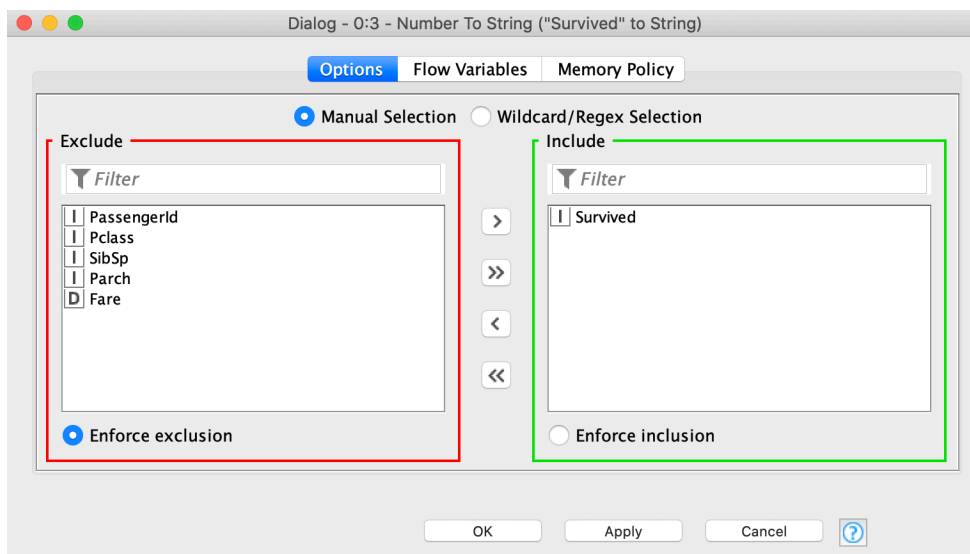 Dialog - 0:3 - Number To String ("Survived" to String)
Options Flow Variables Memory Policy
Manual Selection Wildcard/Regex Selection
Exclude
Filter
I PassengerId
I Pclass
I SibSp
I Parch
D Fare
Enforce exclusion
>
>>
<
<<
Include
Filter
I Survived
Enforce inclusion
OK Apply Cancel ?